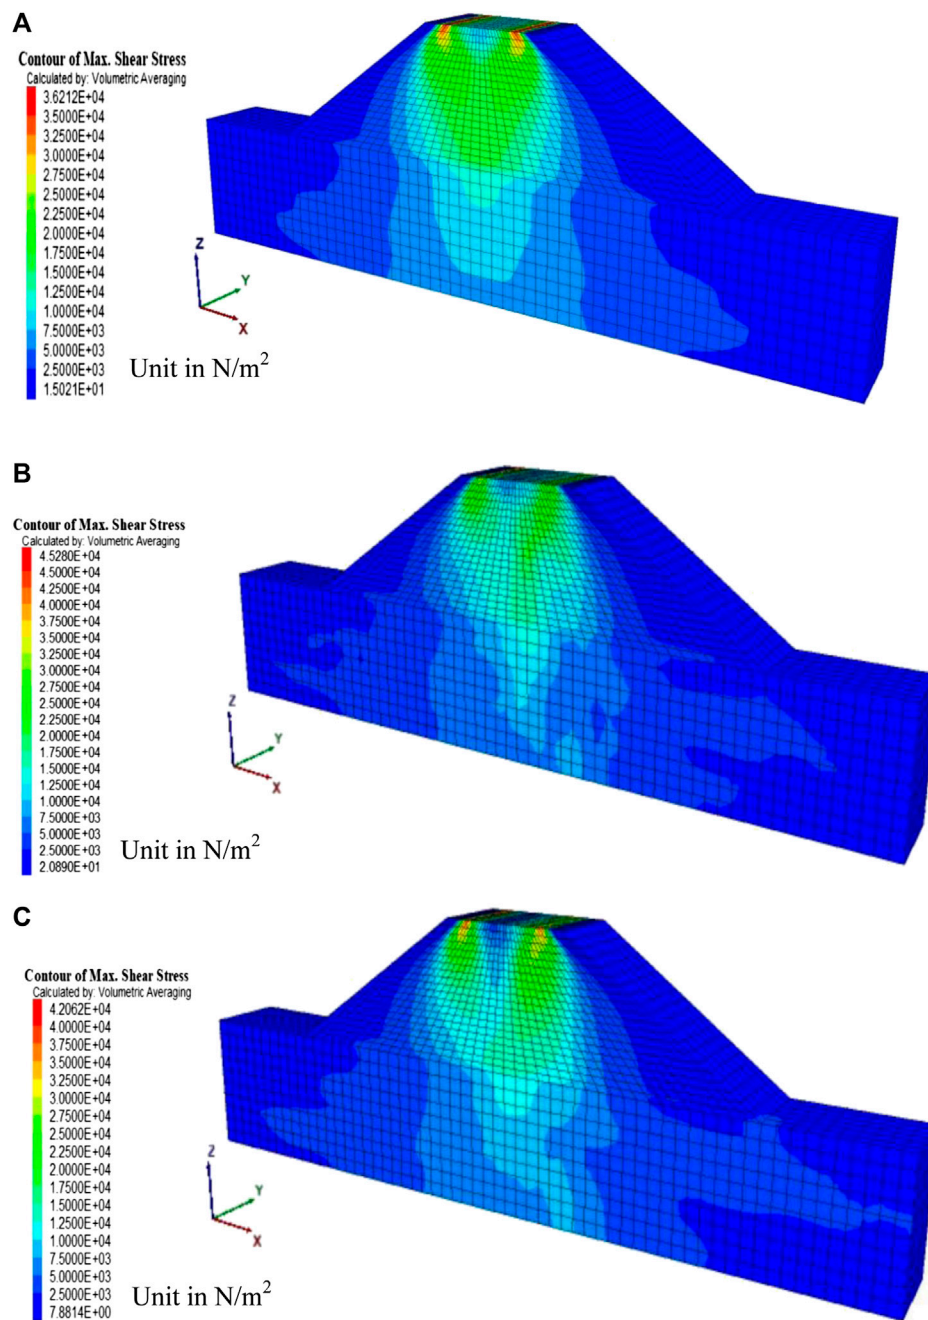 A
Contour of Max. Shear Stress
Calculated by: Volumetric Averaging
3.6212E+04
3.5000E+04
3.2500E+04
3.0000E+04
2.7500E+04
2.5000E+04
2.2500E+04
2.0000E+04
1.7500E+04
1.5000E+04
1.2500E+04
1.0000E+04
7.5000E+03
5.0000E+03
2.5000E+03
1.5021E+01
Z
Y
X
Unit in N/m²
B
Contour of Max. Shear Stress
Calculated by: Volumetric Averaging
4.5280E+04
4.5000E+04
4.2500E+04
4.0000E+04
3.7500E+04
3.5000E+04
3.2500E+04
3.0000E+04
2.7500E+04
2.5000E+04
2.2500E+04
2.0000E+04
1.7500E+04
1.5000E+04
1.2500E+04
1.0000E+04
7.5000E+03
5.0000E+03
2.5000E+03
2.0890E+01
Z
Y
X
Unit in N/m²
C
Contour of Max. Shear Stress
Calculated by: Volumetric Averaging
4.2062E+04
4.0000E+04
3.7500E+04
3.5000E+04
3.2500E+04
3.0000E+04
2.7500E+04
2.5000E+04
2.2500E+04
2.0000E+04
1.7500E+04
1.5000E+04
1.2500E+04
1.0000E+04
7.5000E+03
5.0000E+03
2.5000E+03
7.8814E+00
Z
Y
X
Unit in N/m²